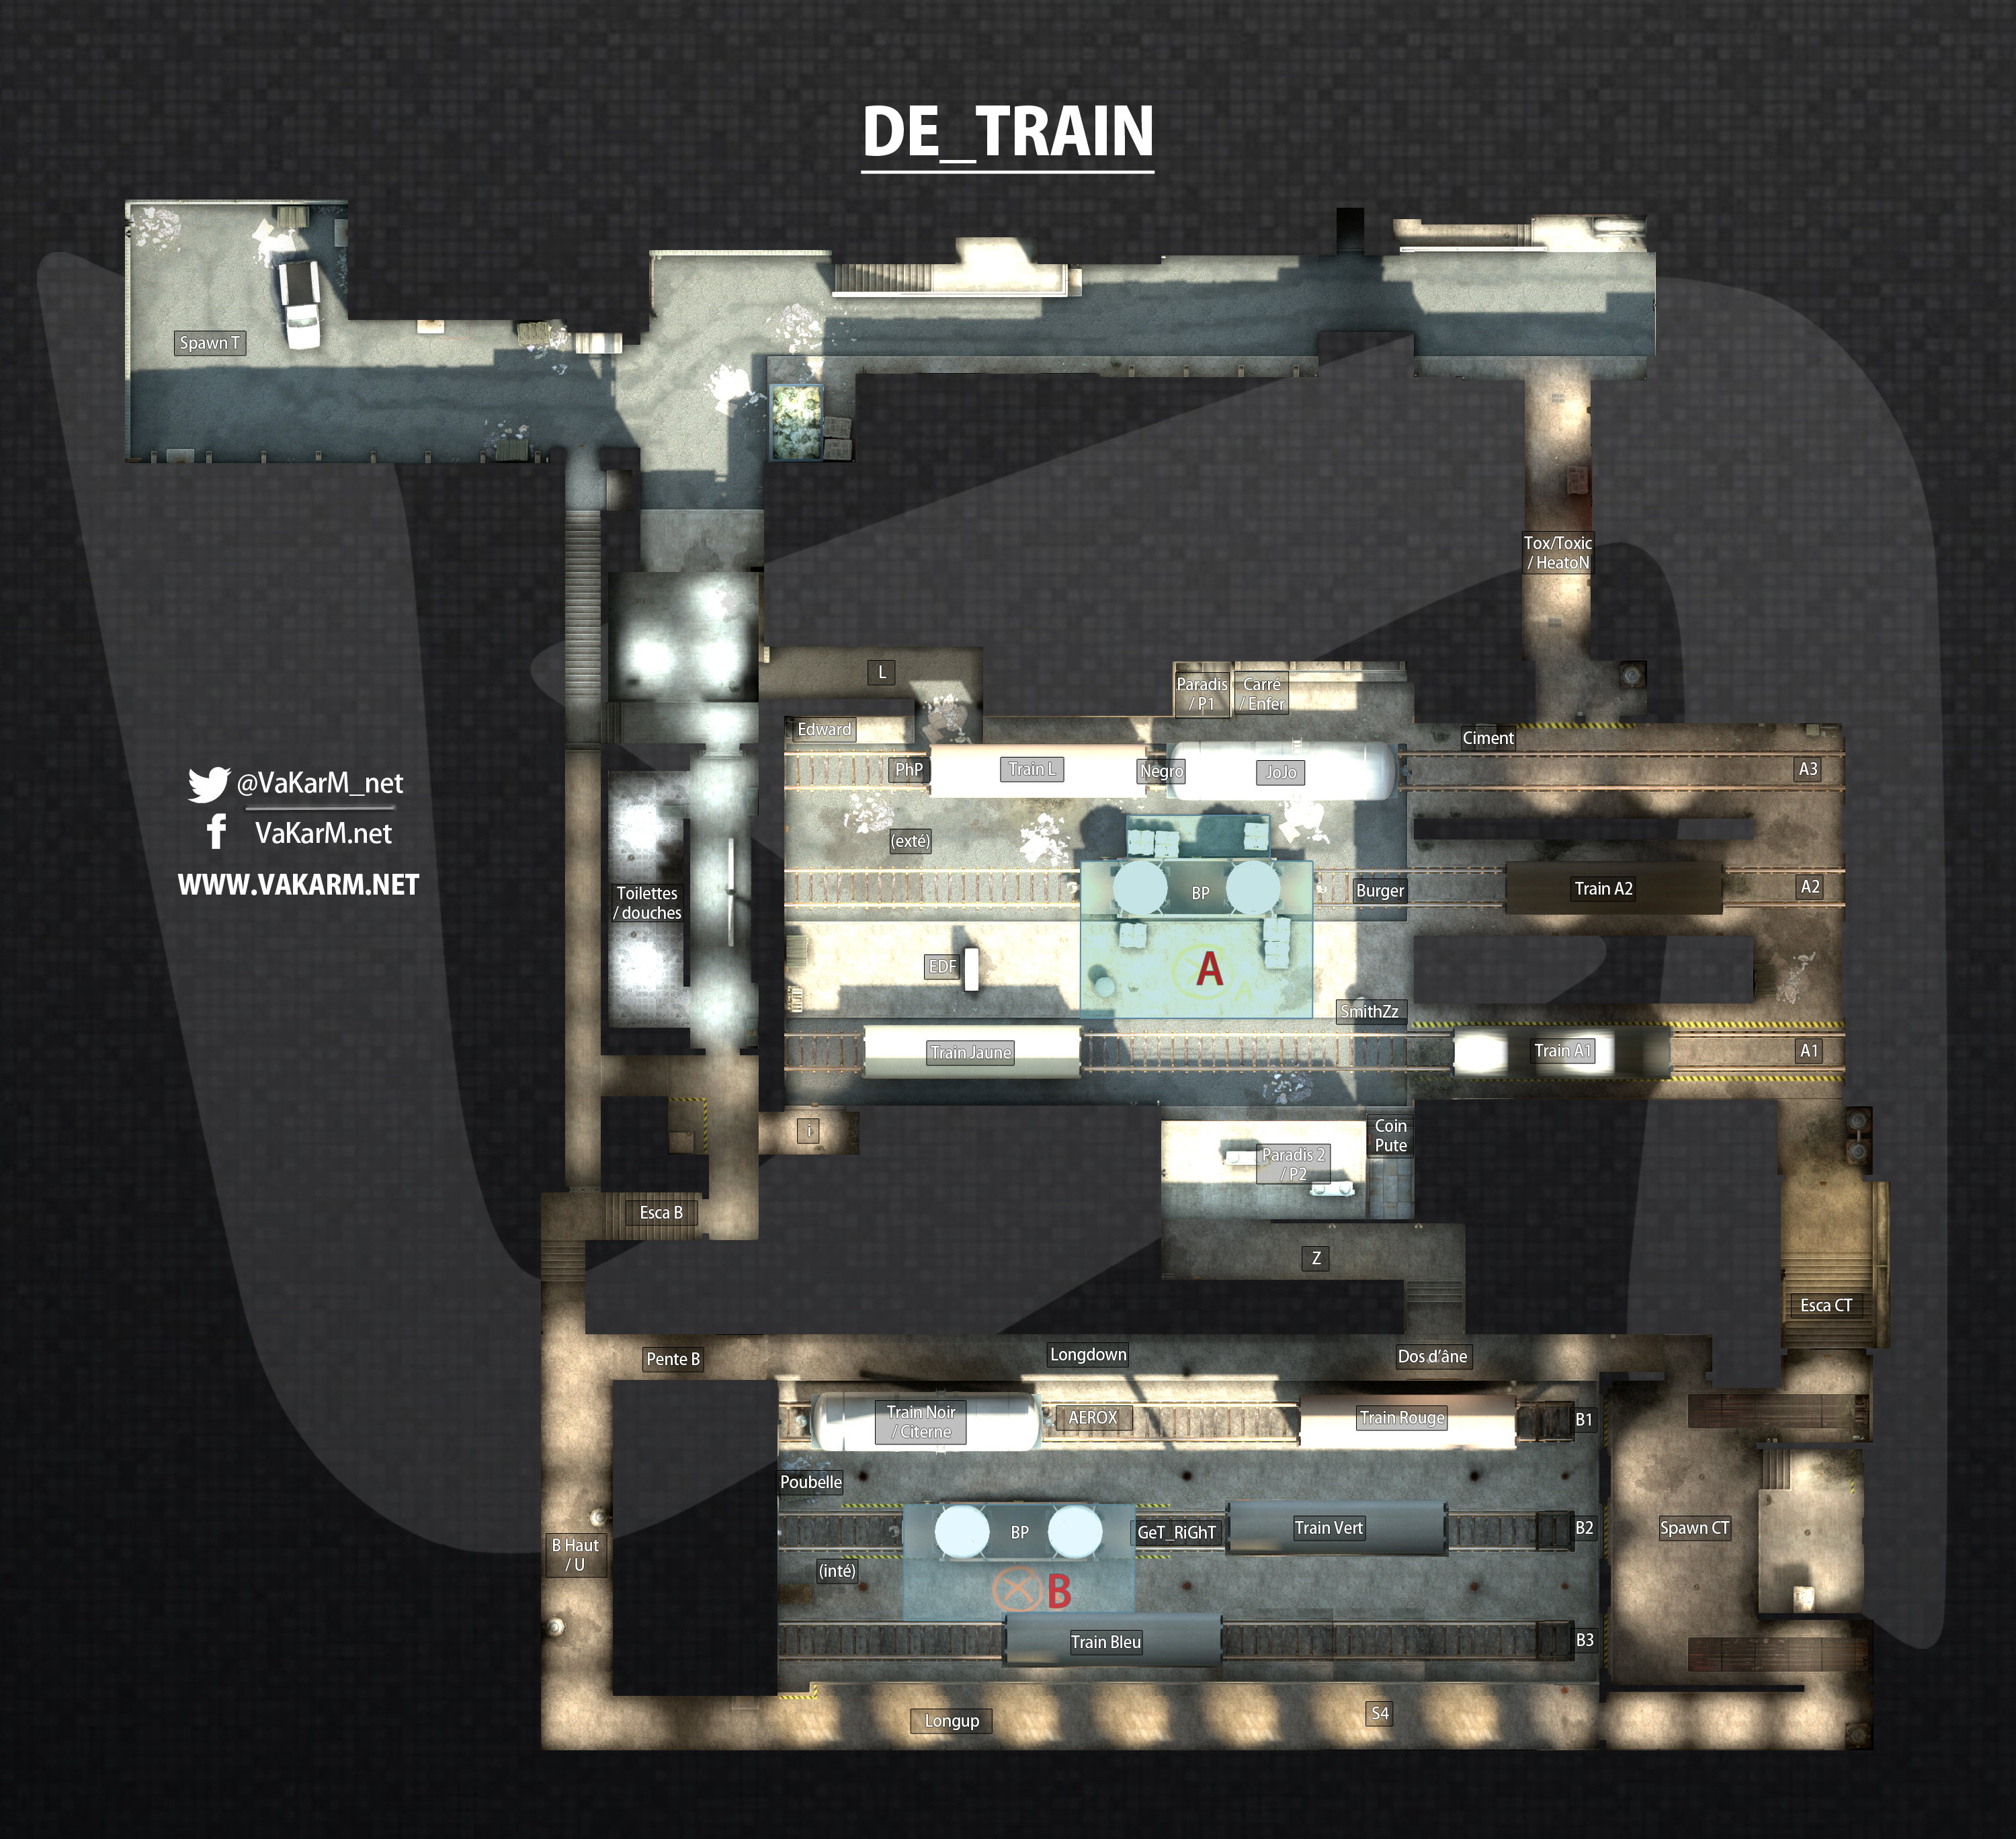 DE_TRAIN
Spawn T
Tox/Toxic
/ HeatoN
L
Paradis
/ P1
Carré
/ Enfer
Edward
Ciment
PhP
Train L
Negro
JoJo
A3
@VaKarM_net
VaKarM.net
WWW.VAKARM.NET
(exté)
Toilettes
/ douches
BP
Burger
Train A2
A2
EDF
A
SmithZz
Train Jaune
Train A1
A1
i
Coin
Pute
Paradis 2
/ P2
Esca B
Z
Esca CT
Pente B
Longdown
Dos d'âne
Train Noir
/ Citerne
AEROX
Train Rouge
B1
Poubelle
BP
GeT_RiGhT
Train Vert
B2
Spawn CT
B Haut
/ U
(inté)
B
Train Bleu
B3
Longup
S4